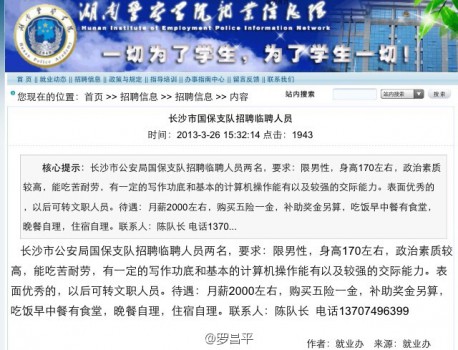 湖南警察学院就业信息网
Hunan Institute of Employment Police Information Network
一切为了学生,为了学生一切!
首 页 || 就业动态 || 招聘信息 || 政策与规定 || 指导培训 || 办事指南中心 || 留言反馈 || 联系我们
您现在的位置:首页 >> 招聘信息 >> 招聘信息 >> 内容 站内搜索 站内搜索 搜索
长沙市国保支队招聘临聘人员
时间:2013-3-26 15:32:14 点击:1943
核心提示:长沙市公安局国保支队招聘临聘人员两名,要求:限男性,身高170左右,政治素质
较高,能吃苦耐劳,有一定的写作功底和基本的计算机操作能有以及较强的交际能力。表面优秀的
,以后可转文职人员。待遇:月薪2000左右,购买五险一金,补助奖金另算,吃饭早中餐有食堂,
晚餐自理,住宿自理。联系人:陈队长 电话1370...
长沙市公安局国保支队招聘临聘人员两名,要求:限男性,身高170左右,政治素质
较高,能吃苦耐劳,有一定的写作功底和基本的计算机操作能有以及较强的交际能力。表
面优秀的,以后可转文职人员。待遇:月薪2000左右,购买五险一金,补助奖金另算,
吃饭早中餐有食堂,晚餐自理,住宿自理。联系人:陈队长 电话13707496399
@罗昌平
作者:就业办 来源:就业办